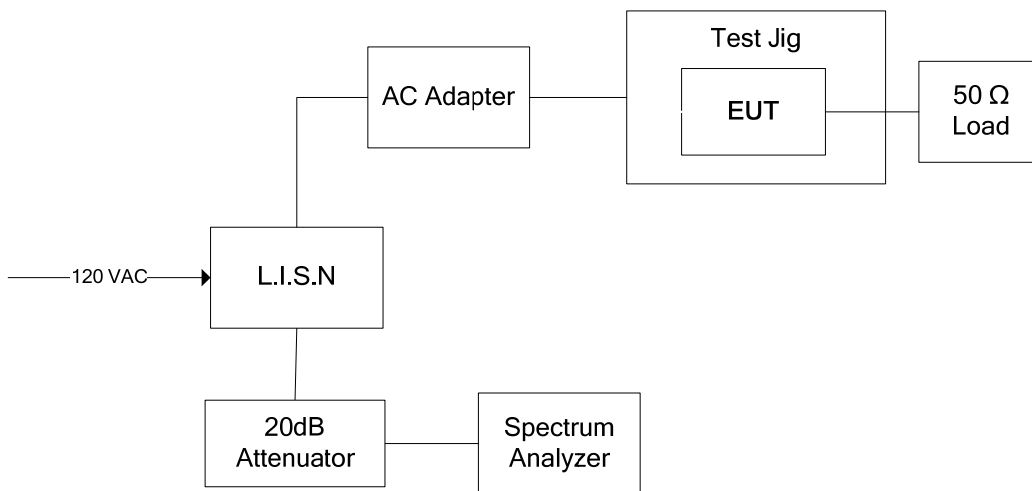 Test Jig
AC Adapter
EUT
50 Ω
Load
120 VAC
L.I.S.N
20dB
Attenuator
Spectrum
Analyzer